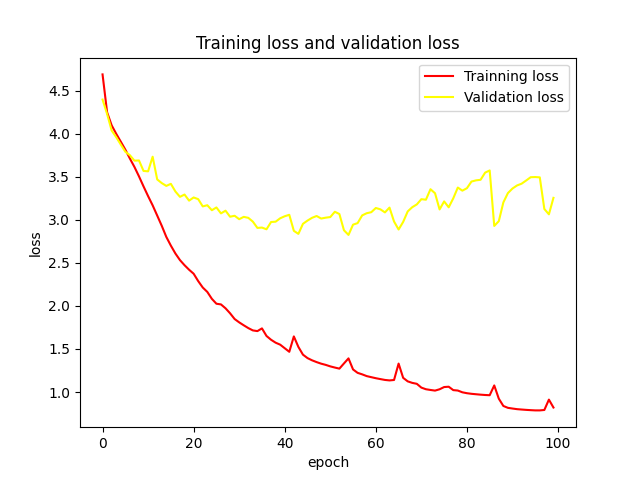 Training loss and validation loss
Trainning loss
Validation loss
loss
4.5
4.0
3.5
3.0
2.5
2.0
1.5
1.0
0
20
40
60
80
100
epoch